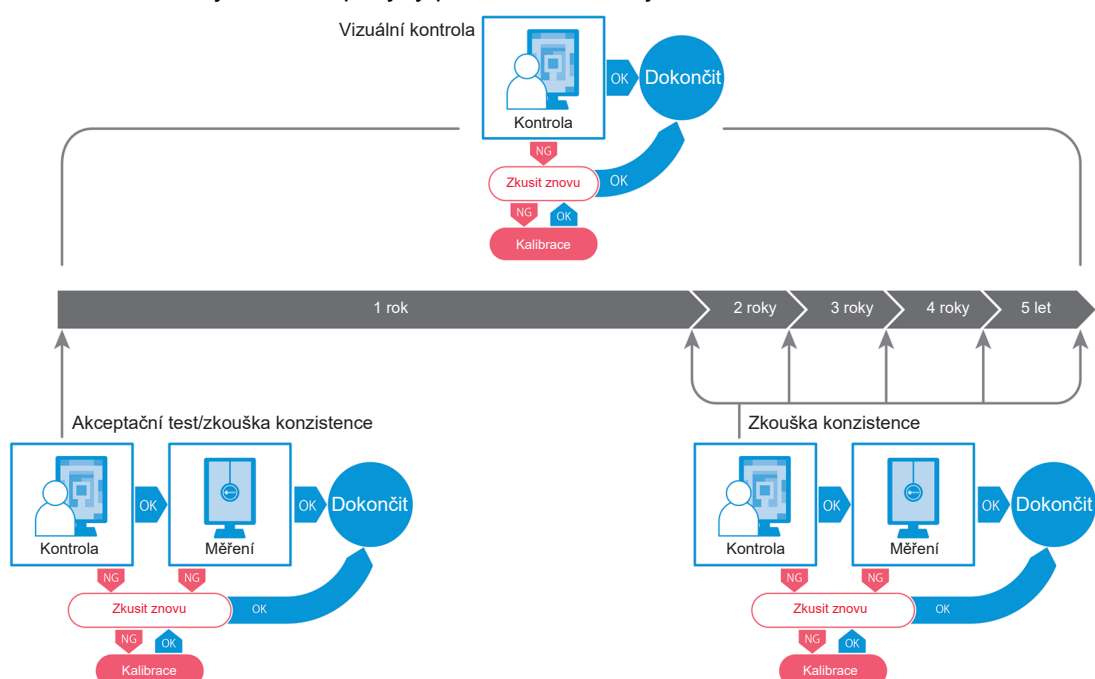 Vizuální kontrola
OK
Dokončit
Kontrola
NG
Zkusit znovu
OK
NG
OK
Kalibrace
1 rok
2 roky
3 roky
4 roky
5 let
Akceptační test/zkouška konzistence
OK
OK
Dokončit
Kontrola
Měření
NG
NG
Zkusit znovu
OK
NG
OK
Kalibrace
Zkouška konzistence
OK
OK
Dokončit
Kontrola
Měření
NG
NG
Zkusit znovu
OK
NG
OK
Kalibrace